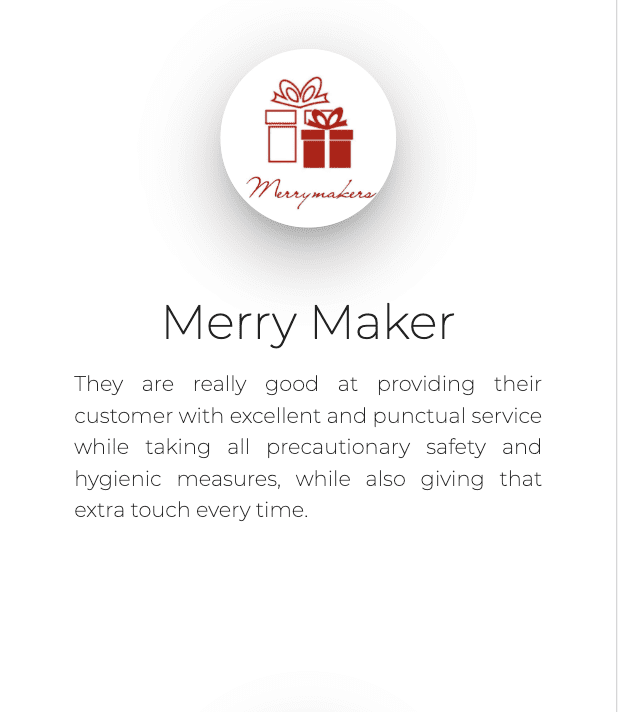 Merrymakers
Merry Maker
They are really good at providing their
customer with excellent and punctual service
while taking all precautionary safety and
hygienic measures, while also giving that
extra touch every time.